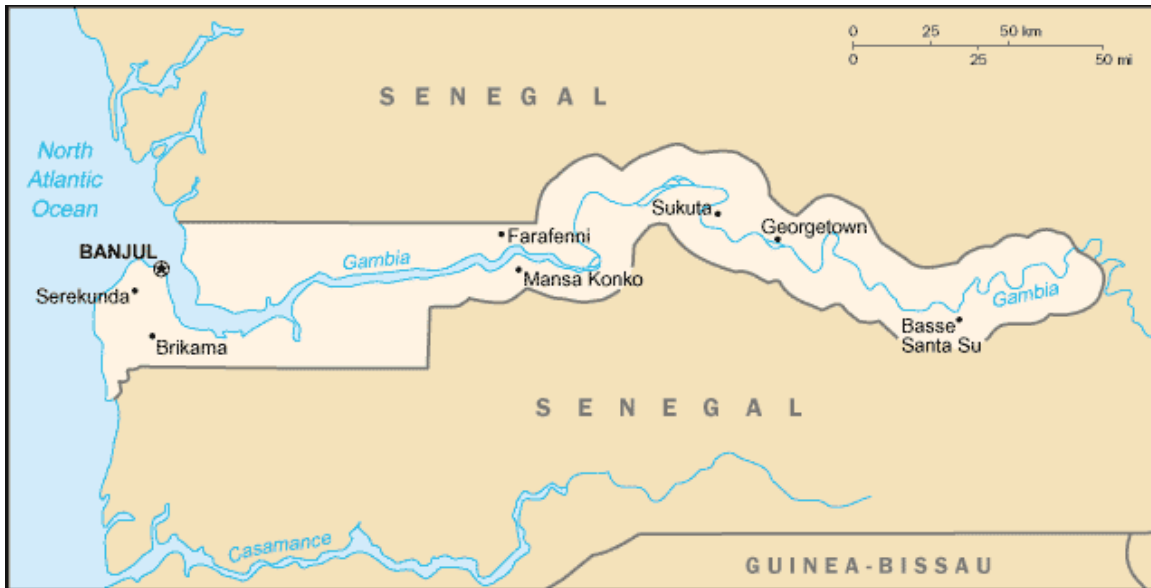 0 25 50 km
0 25 50 mi
SENEGAL
North
Atlantic
Ocean
Sukuta
Georgetown
Farafenni
BANJUL
Gambia
Mansa Konko
Serekunda
Gambia
Brikama
Basse
Santa Su
SENEGAL
Casamance
GUINEA-BISSAU